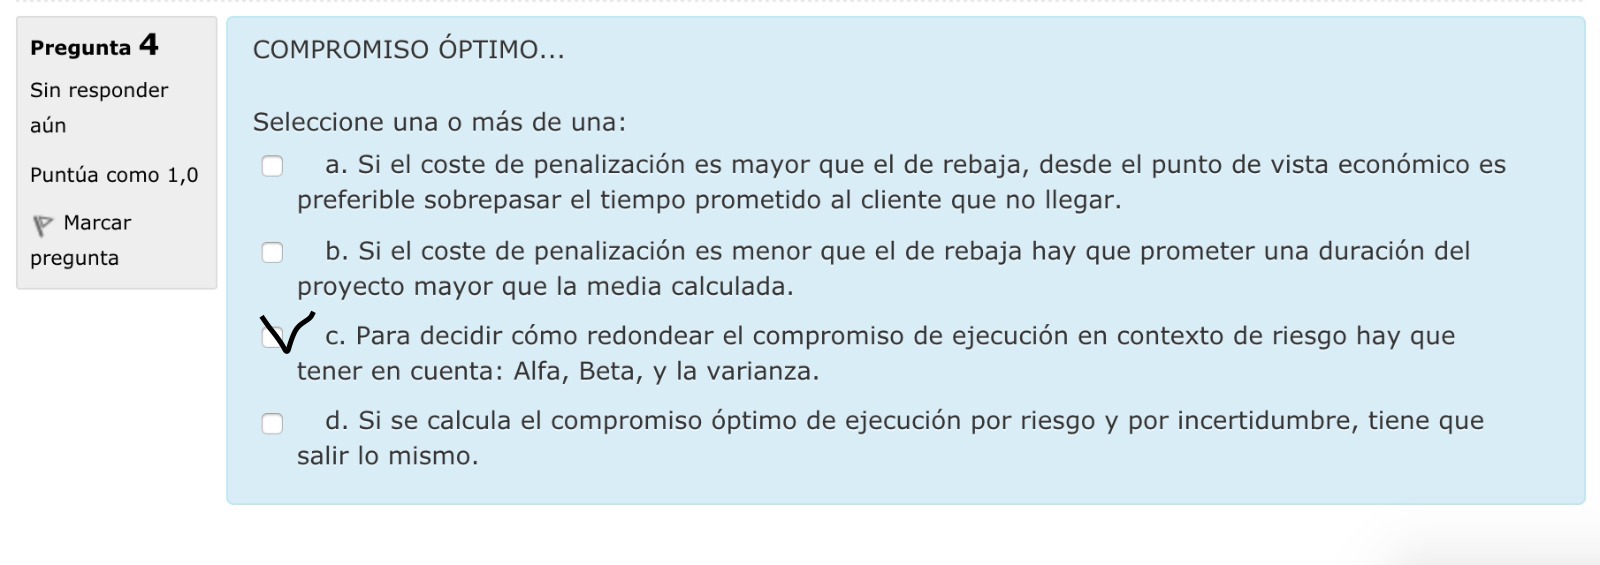 Pregunta 4
Sin responder
aún
Puntúa como 1,0
Marcar
pregunta
COMPROMISO ÓPTIMO...
Seleccione una o más de una:
a. Si el coste de penalización es mayor que el de rebaja, desde el punto de vista económico es
preferible sobrepasar el tiempo prometido al cliente que no llegar.
b. Si el coste de penalización es menor que el de rebaja hay que prometer una duración del
proyecto mayor que la media calculada.
c. Para decidir cómo redondear el compromiso de ejecución en contexto de riesgo hay que
tener en cuenta: Alfa, Beta, y la varianza.
d. Si se calcula el compromiso óptimo de ejecución por riesgo y por incertidumbre, tiene que
salir lo mismo.